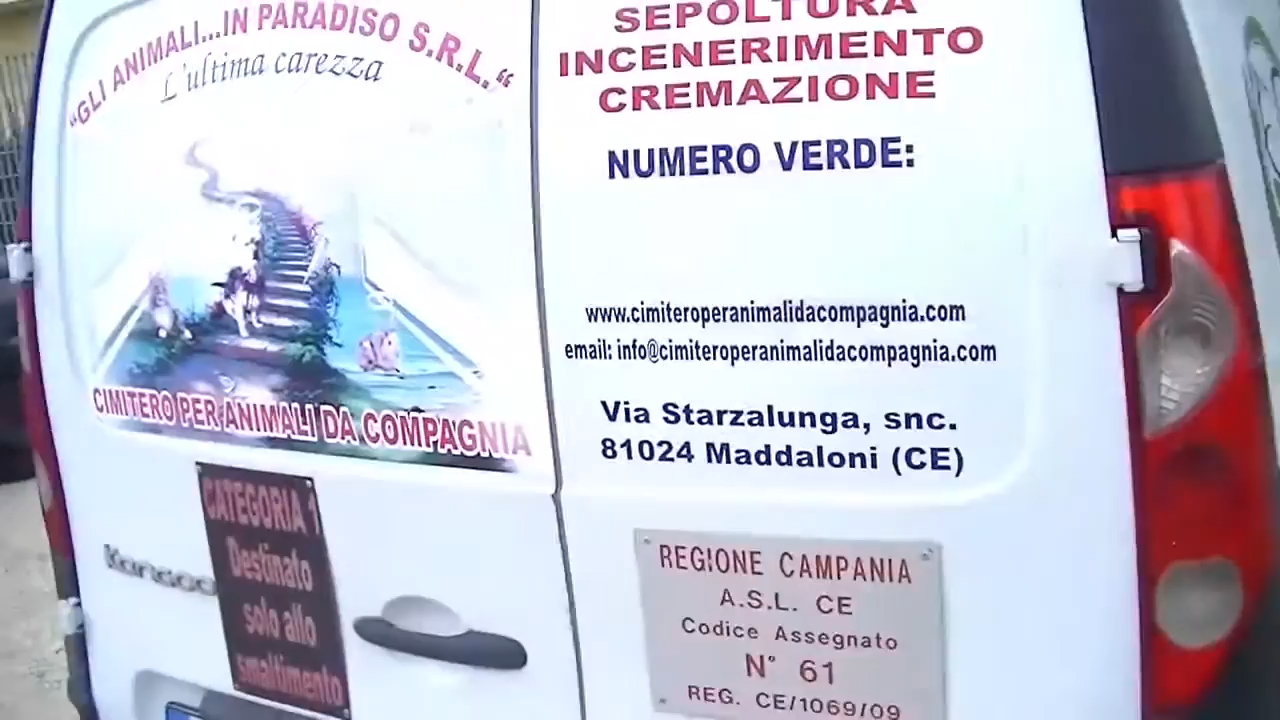 "GLI ANIMALI...IN PARADISO S.R.L."
L'ultima carezza
CIMITERO PER ANIMALI DA COMPAGNIA
SEPOLTURA
INCENERIMENTO
CREMAZIONE
NUMERO VERDE:
www.cimiteroperanimalidacompagnia.com
email: info@cimiteroperanimalidacompagnia.com
Via Starzalunga, snc.
81024 Maddaloni (CE)
CATEGORIA 1
Destinato
solo allo
smaltimento
Kangoo
REGIONE CAMPANIA
A.S.L. CE
Codice Assegnato
N° 61
REG. CE/1069/09